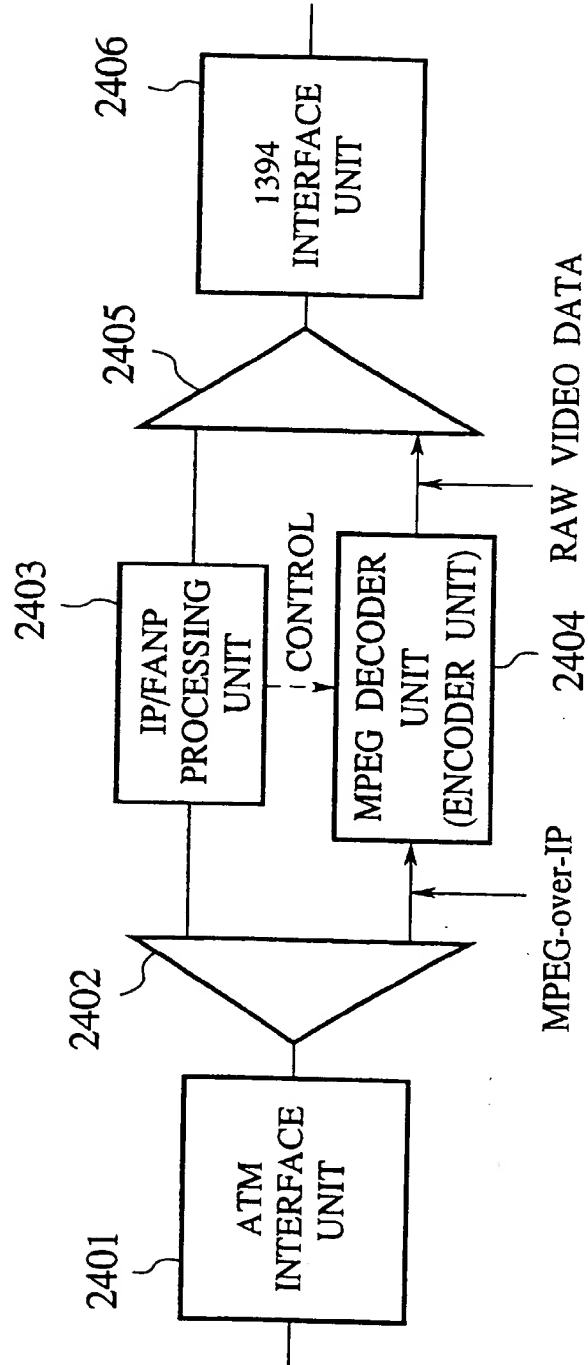 2401
ATM
INTERFACE
UNIT
2402
2403
IP/FANP
PROCESSING
UNIT
CONTROL
MPEG DECODER
UNIT
(ENCODER UNIT)
2404
MPEG-over-IP
RAW VIDEO DATA
2405
2406
1394
INTERFACE
UNIT